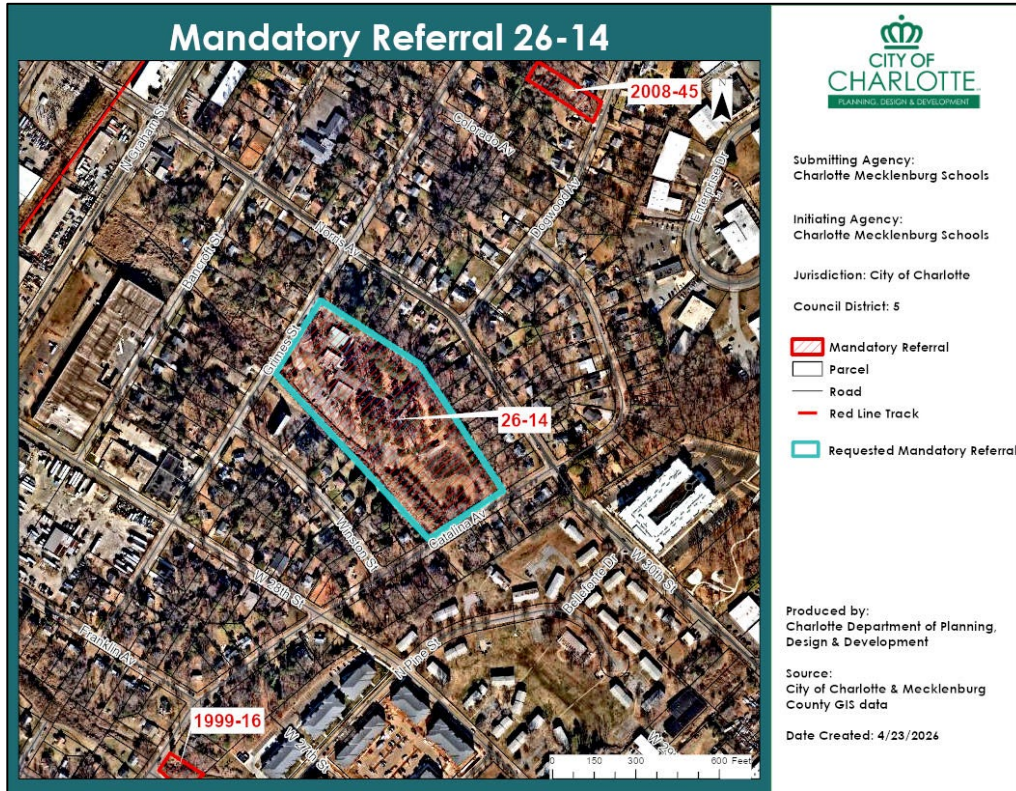 Mandatory Referral 26-14
2008-45
N Graham St
Colorado Av
Enterprise Dr
Dogwood Av
Norris Av
Bancroft St
Grimes St
26-14
Winston St
Catalina Av
W 30th St
Bellefonte Dr
W 28th St
N Pine St
Franklin Av
1999-16
W 27th St
N
0 150 300 600 Feet
CITY OF
CHARLOTTE
PLANNING, DESIGN & DEVELOPMENT
Submitting Agency:
Charlotte Mecklenburg Schools
Initiating Agency:
Charlotte Mecklenburg Schools
Jurisdiction: City of Charlotte
Council District: 5
Mandatory Referral
Parcel
Road
Red Line Track
Requested Mandatory Referral
Produced by:
Charlotte Department of Planning,
Design & Development
Source:
City of Charlotte & Mecklenburg
County GIS data
Date Created: 4/23/2026